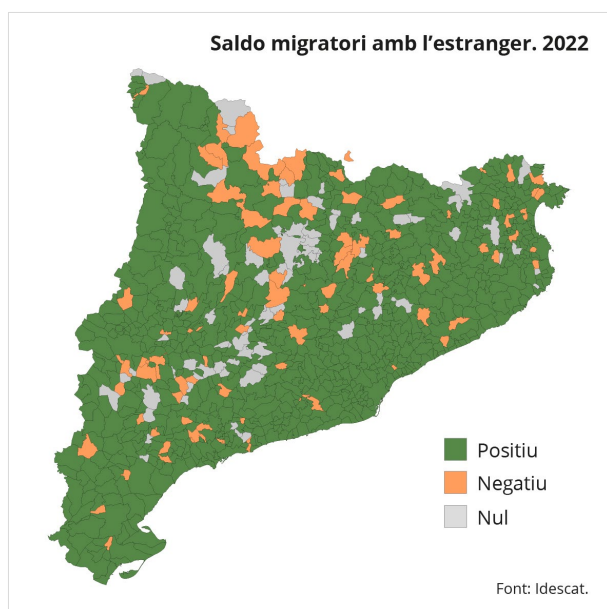 Saldo migratori amb l’estranger. 2022
Positiu
Negatiu
Nul
Font: Idescat.